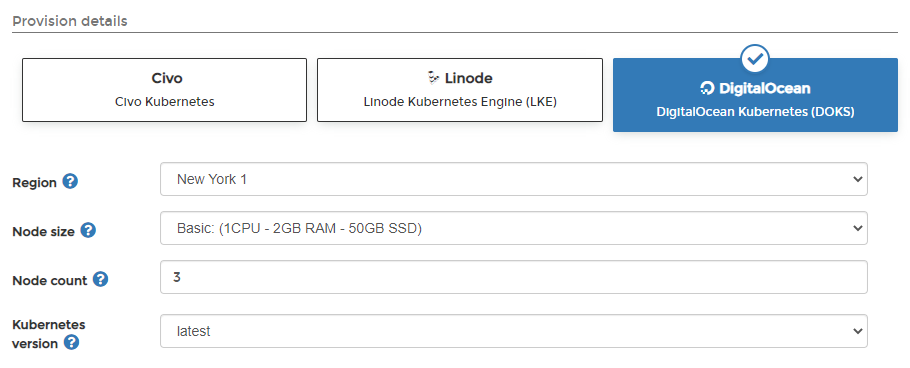 Provision details
Civo
Civo Kubernetes
Linode
Linode Kubernetes Engine (LKE)
DigitalOcean
DigitalOcean Kubernetes (DOKS)
Region ?
New York 1
Node size ?
Basic: (1CPU - 2GB RAM - 50GB SSD)
Node count ?
3
Kubernetes
version ?
latest